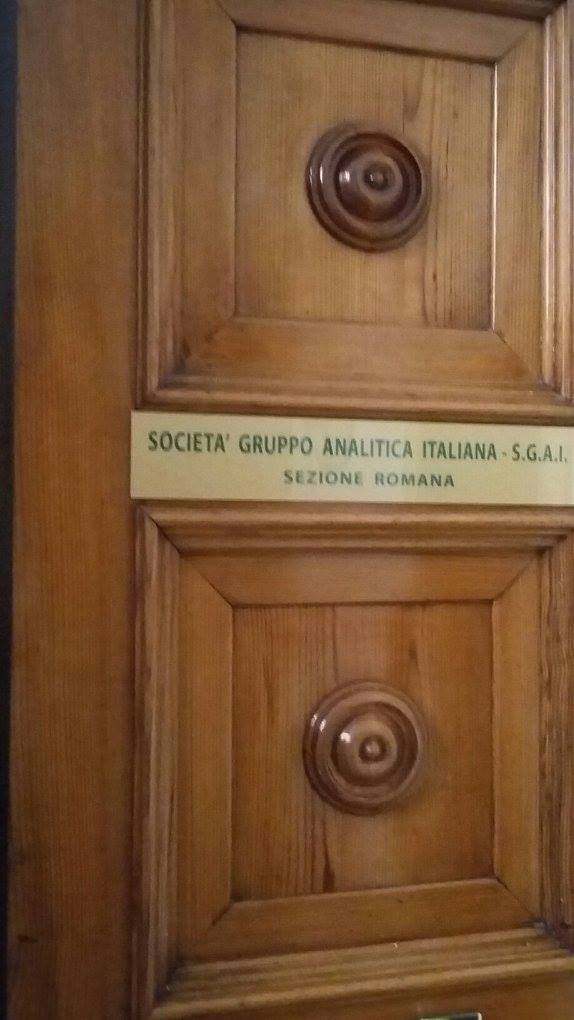 SOCIETA' GRUPPO ANALITICA ITALIANA - S.G.A.I.
SEZIONE ROMANA